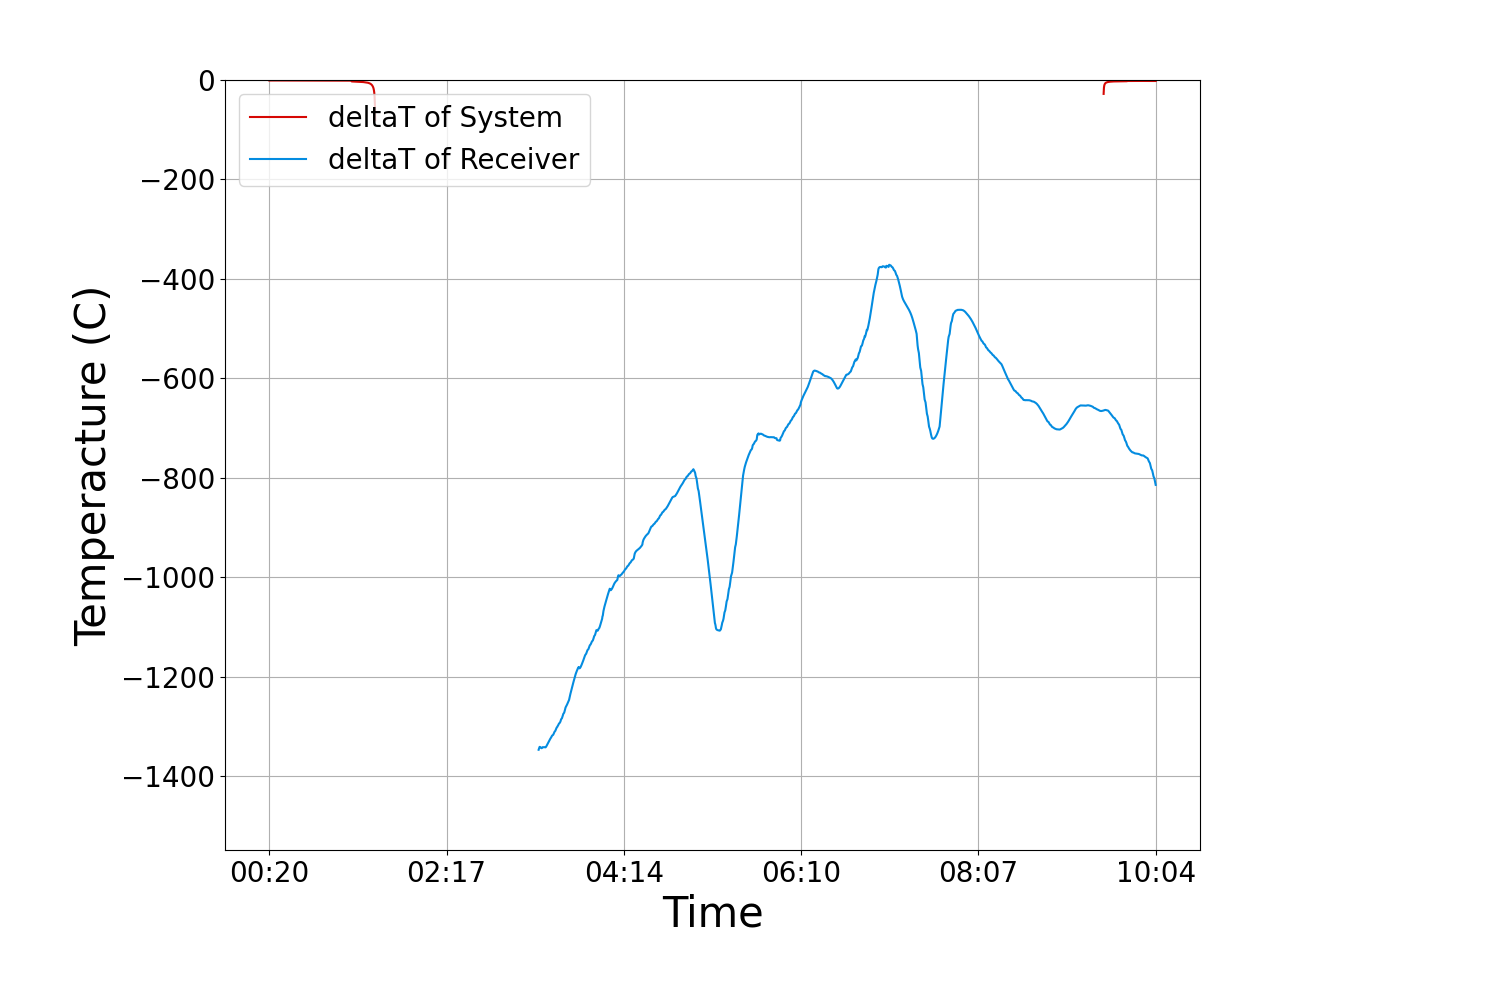 0
−200
−400
−600
−800
−1000
−1200
−1400
Temperacture (C)
deltaT of System
deltaT of Receiver
00:20 02:17 04:14 06:10 08:07 10:04
Time